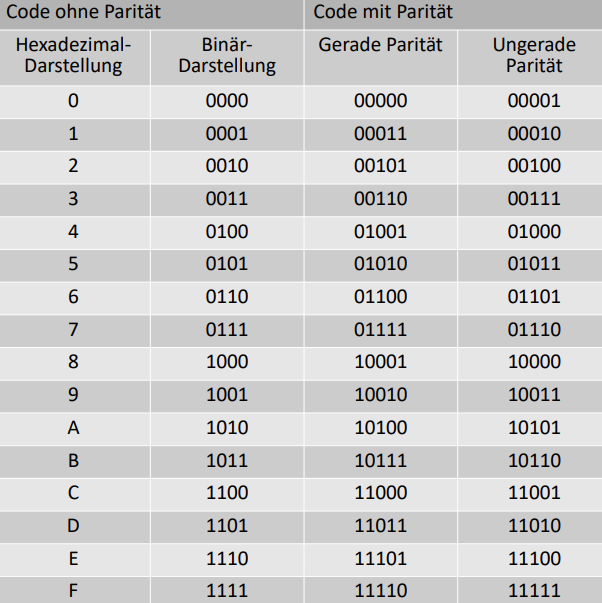 Code ohne Parität Code mit Parität
Hexadezimal- Binär- Gerade Parität Ungerade
Darstellung Darstellung Parität
0 0000 00000 00001
1 0001 00011 00010
2 0010 00101 00100
3 0011 00110 00111
4 0100 01001 01000
5 0101 01010 01011
6 0110 01100 01101
7 0111 01111 01110
8 1000 10001 10000
9 1001 10010 10011
A 1010 10100 10101
B 1011 10111 10110
C 1100 11000 11001
D 1101 11011 11010
E 1110 11101 11100
F 1111 11110 11111